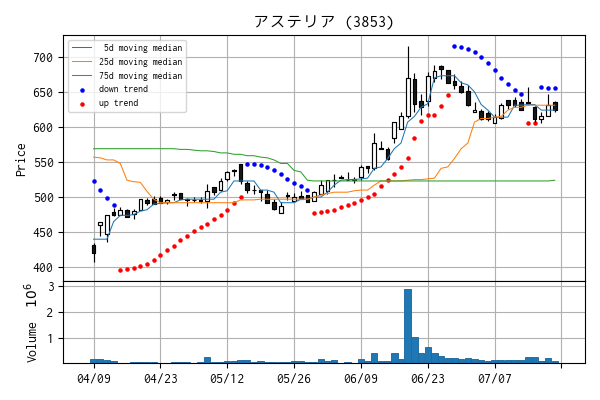 アステリア (3853)
5d moving median
25d moving median
75d moving median
down trend
up trend
Price
700
650
600
550
500
450
400
Volume 10^6
3
2
1
04/09 04/23 05/12 05/26 06/09 06/23 07/07